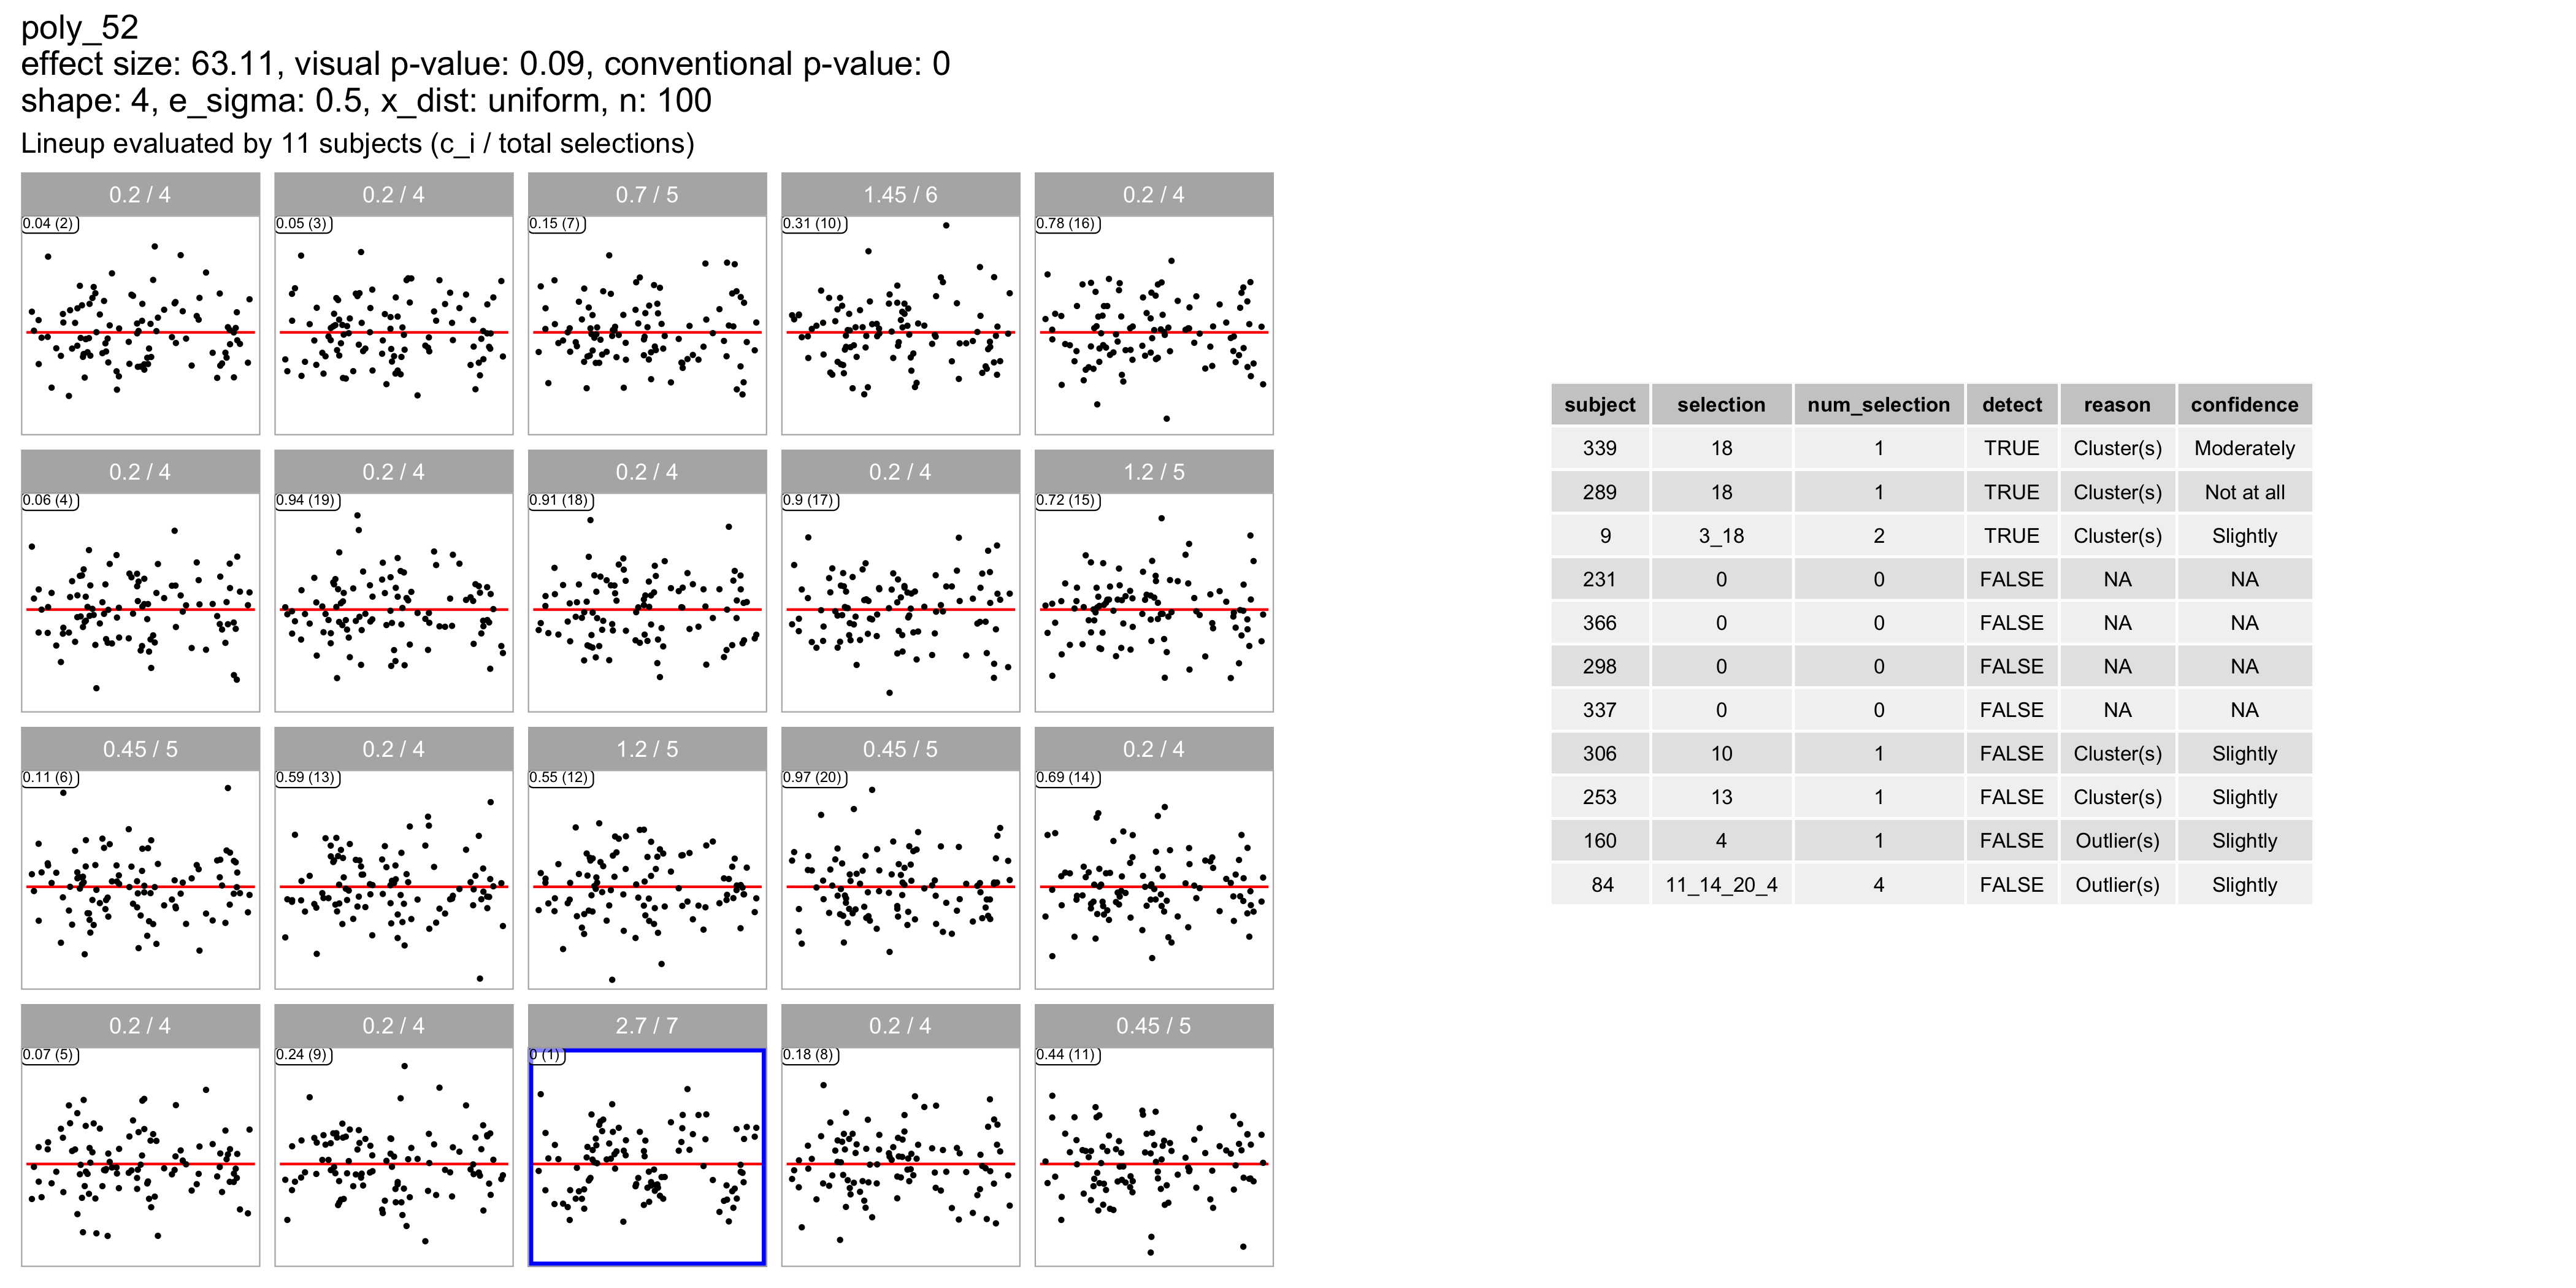 poly_52
effect size: 63.11, visual p-value: 0.09, conventional p-value: 0
shape: 4, e_sigma: 0.5, x_dist: uniform, n: 100
Lineup evaluated by 11 subjects (c_i / total selections)
0.2 / 4 0.2 / 4 0.7 / 5 1.45 / 6 0.2 / 4
0.04 (2) 0.05 (3) 0.15 (7) 0.31 (10) 0.78 (16)
0.2 / 4 0.2 / 4 0.2 / 4 0.2 / 4 1.2 / 5
0.06 (4) 0.94 (19) 0.91 (18) 0.9 (17) 0.72 (15)
0.45 / 5 0.2 / 4 1.2 / 5 0.45 / 5 0.2 / 4
0.11 (6) 0.59 (13) 0.55 (12) 0.97 (20) 0.69 (14)
0.2 / 4 0.2 / 4 2.7 / 7 0.2 / 4 0.45 / 5
0.07 (5) 0.24 (9) 0 (1) 0.18 (8) 0.44 (11)
subject selection num_selection detect reason confidence
339 18 1 TRUE Cluster(s) Moderately
289 18 1 TRUE Cluster(s) Not at all
9 3_18 2 TRUE Cluster(s) Slightly
231 0 0 FALSE NA NA
366 0 0 FALSE NA NA
298 0 0 FALSE NA NA
337 0 0 FALSE NA NA
306 10 1 FALSE Cluster(s) Slightly
253 13 1 FALSE Cluster(s) Slightly
160 4 1 FALSE Outlier(s) Slightly
84 11_14_20_4 4 FALSE Outlier(s) Slightly